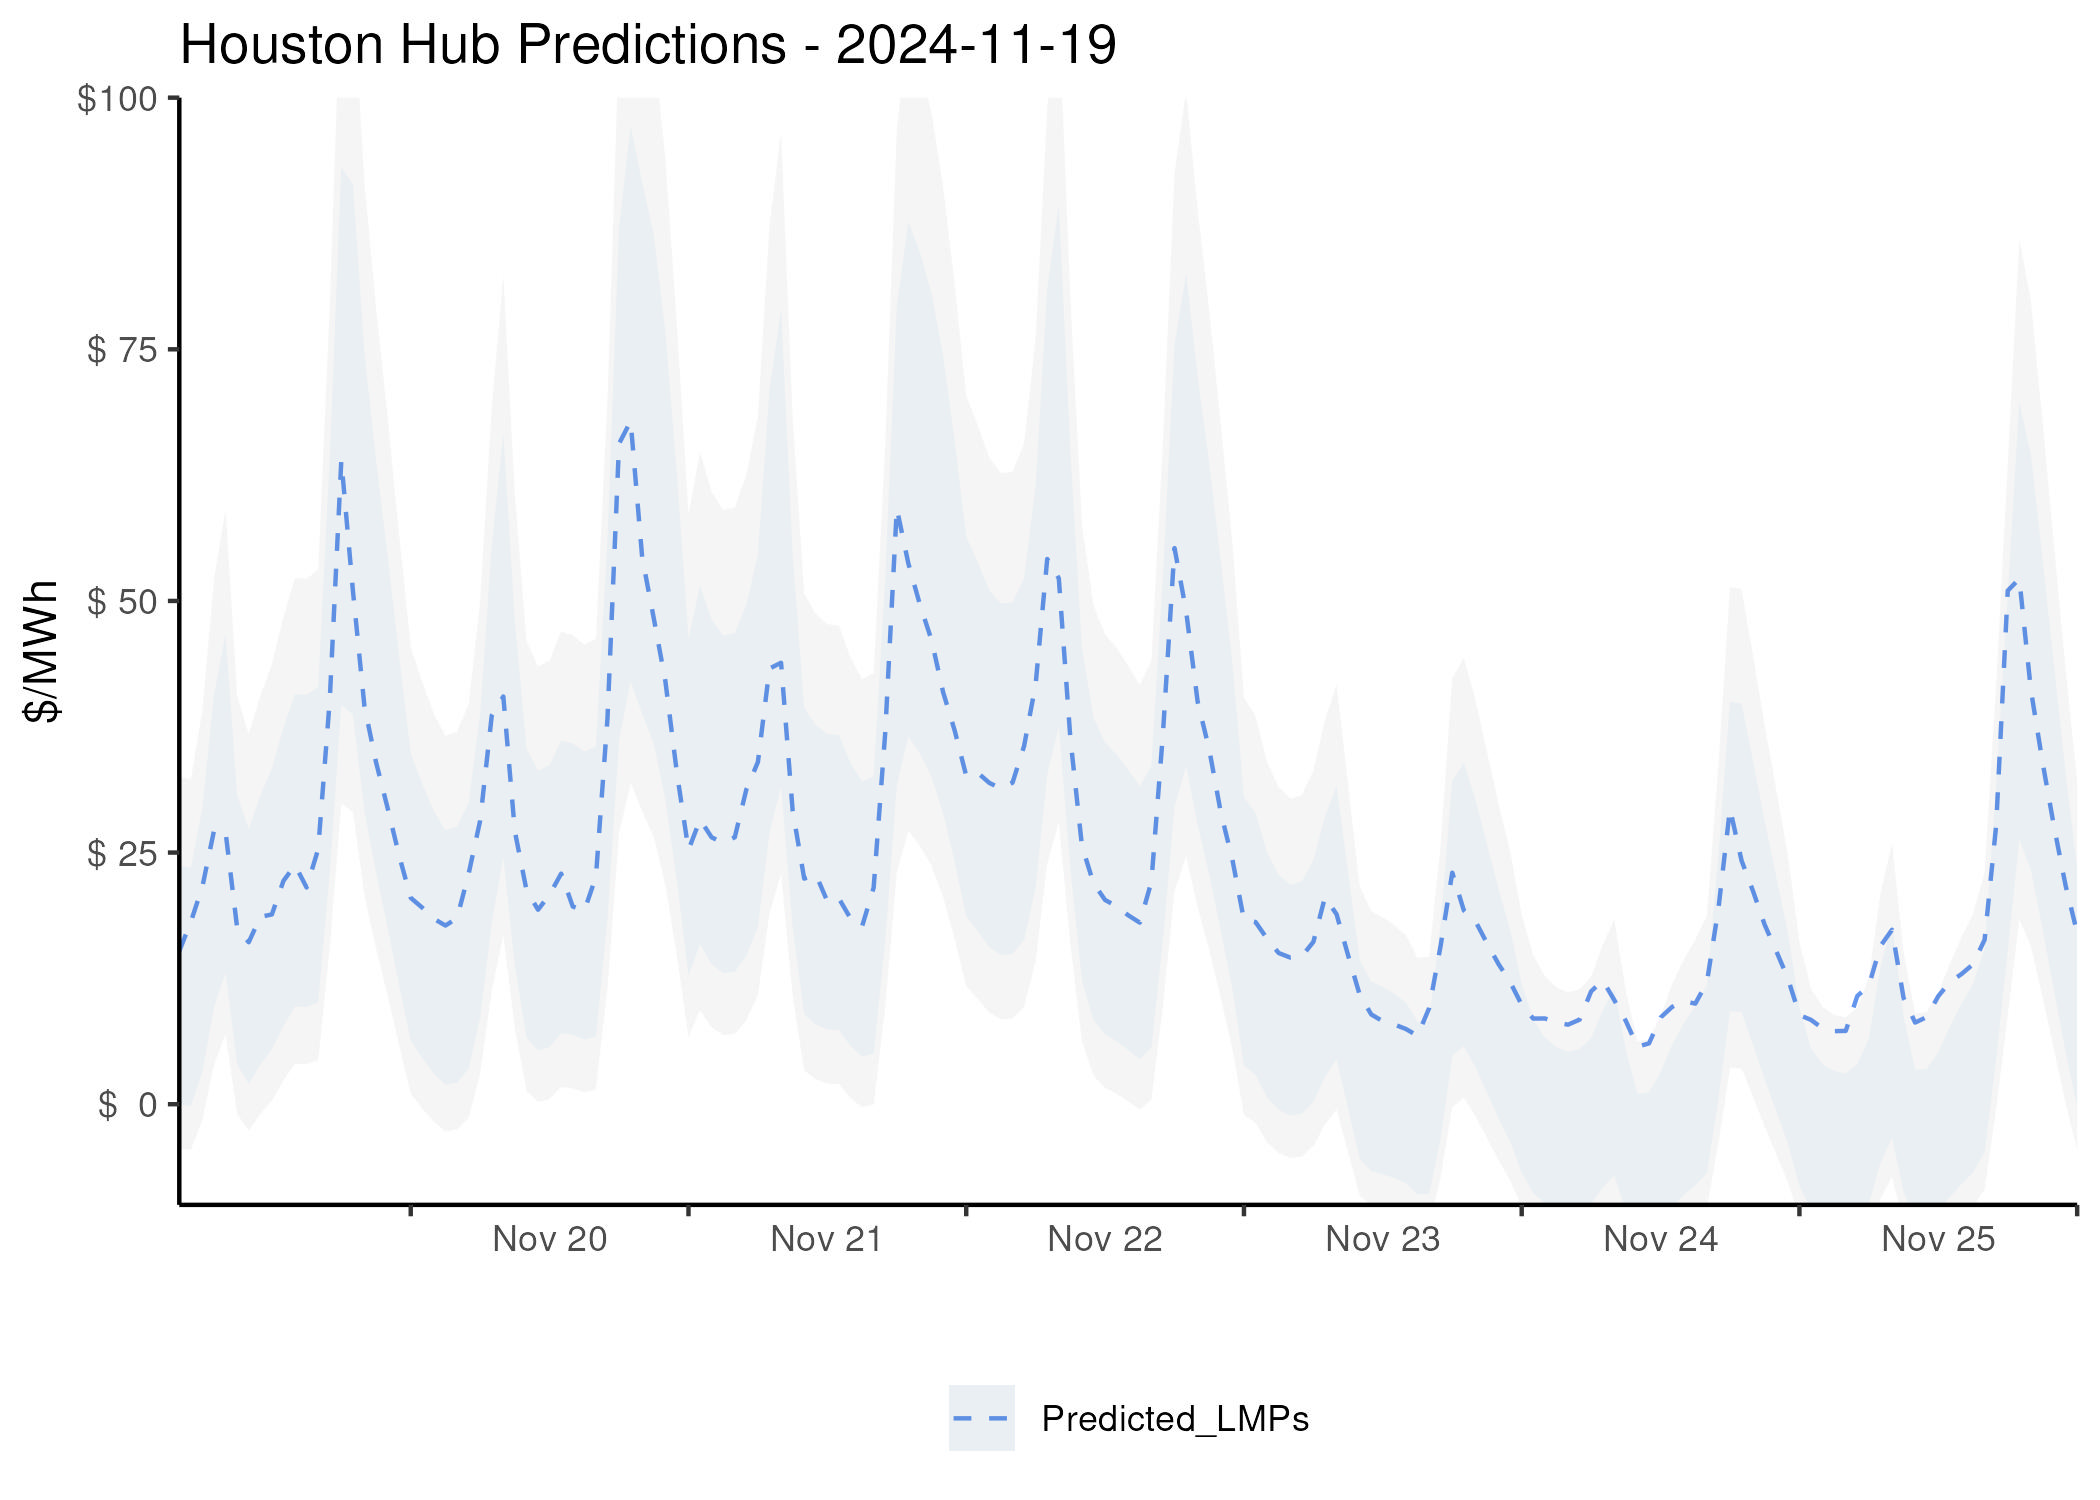 Houston Hub Predictions - 2024-11-19
$100
$ 75
$ 50
$ 25
$ 0
$/MWh
Nov 20 Nov 21 Nov 22 Nov 23 Nov 24 Nov 25
Predicted_LMPs